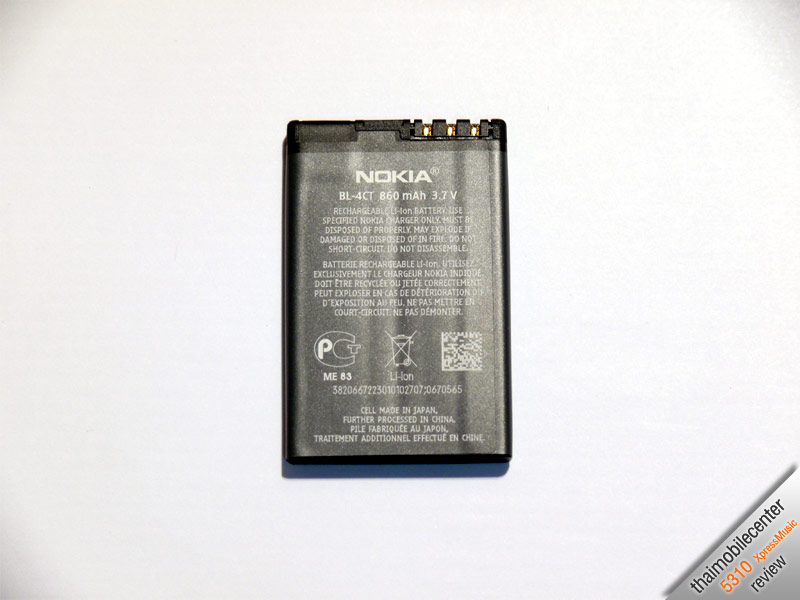 NOKIA®
BL-4CT 860 mAh 3.7 V
RECHARGEABLE Li-Ion BATTERY. USE
SPECIFIED NOKIA CHARGER ONLY. MUST BE
DISPOSED OF PROPERLY. MAY EXPLODE IF
DAMAGED OR DISPOSED OF IN FIRE. DO NOT
SHORT-CIRCUIT. DO NOT DISASSEMBLE.
BATTERIE RECHARGEABLE Li-Ion. UTILISEZ
EXCLUSIVEMENT LE CHARGEUR NOKIA INDIQUÉ.
DOIT ÊTRE RECYCLÉE OU JETÉE CORRECTEMENT.
PEUT EXPLOSER EN CAS DE DÉTÉRIORATION OU
D'EXPOSITION AU FEU. NE PAS METTRE EN
COURT-CIRCUIT. NE PAS DÉMONTER.
РСТ
ME 83
Li-Ion
3820667223010102707;0670565
CELL MADE IN JAPAN,
FURTHER PROCESSED IN CHINA.
PILE FABRIQUÉE AU JAPON,
TRAITEMENT ADDITIONNEL EFFECTUÉ EN CHINE.
thaimobilecenter
5310 XpressMusic
review